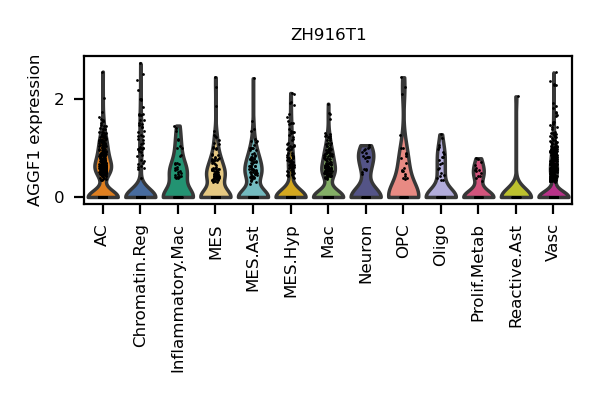 ZH916T1
AGGF1 expression
2
0
AC
Chromatin.Reg
Inflammatory.Mac
MES
MES.Ast
MES.Hyp
Mac
Neuron
OPC
Oligo
Prolif.Metab
Reactive.Ast
Vasc